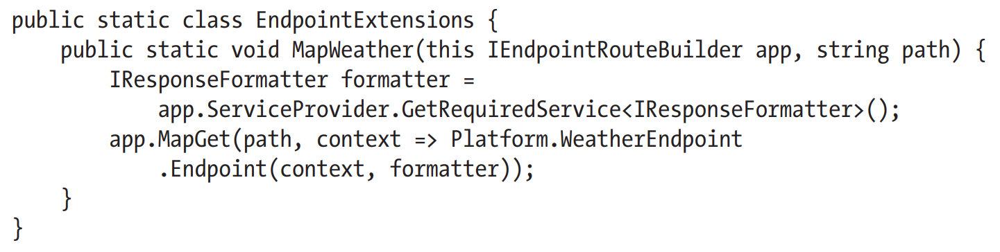 public static class EndpointExtensions {
    public static void MapWeather(this IEndpointRouteBuilder app, string path) {
        IResponseFormatter formatter =
            app.ServiceProvider.GetRequiredService<IResponseFormatter>();
        app.MapGet(path, context => Platform.WeatherEndpoint
            .Endpoint(context, formatter));
    }
}